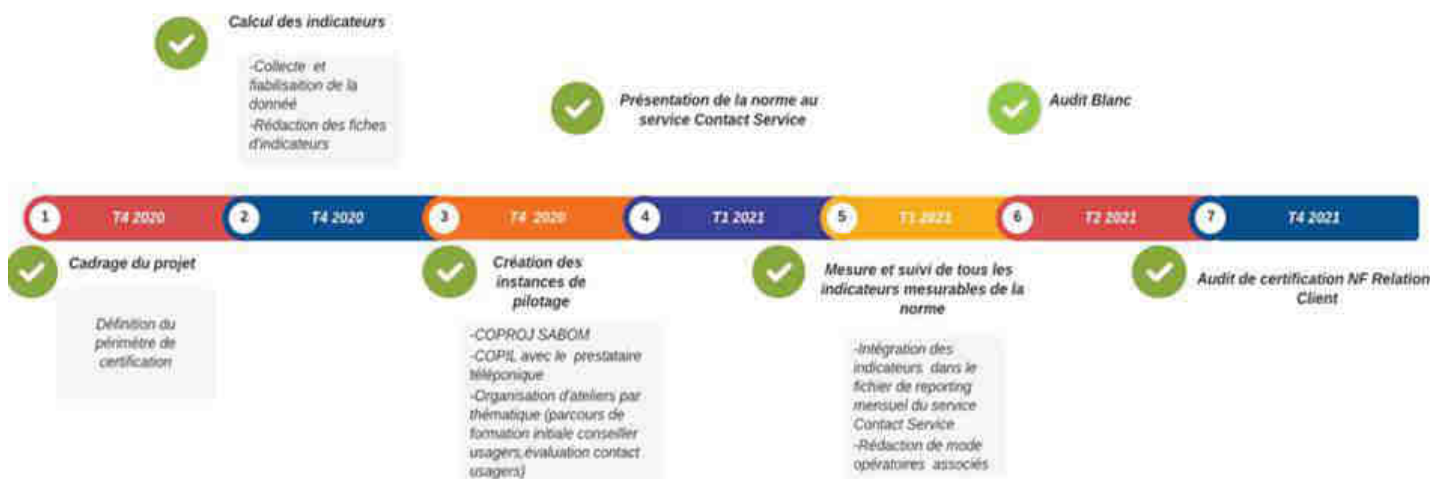 Calcul des indicateurs
-Collecte et
fiabilisaition de la
donneé
-Rédaction des fiches
d'indicateurs
Présentation de la norme au
service Contact Service
Audit Blanc
1
T4 2020
2
T4 2020
3
T4 2020
4
T1 2021
5
T1 2021
6
T2 2021
7
T4 2021
Cadrage du projet
Définition du
périmètre de
certification
Création des
instances de
pilotage
-COPROJ SABOM
-COPIL avec le prestataire
téléponique
-Organisation d'ateliers par
thématique (parcours de
formation initiale conseiller
usagers,évaluation contact
usagers)
Mesure et suivi de tous les
indicateurs mesurables de la
norme
-Intégration des
indicateurs dans le
fichier de reporting
mensuel du service
Contact Service
-Rédaction de mode
opératoires associés
Audit de certification NF Relation
Client